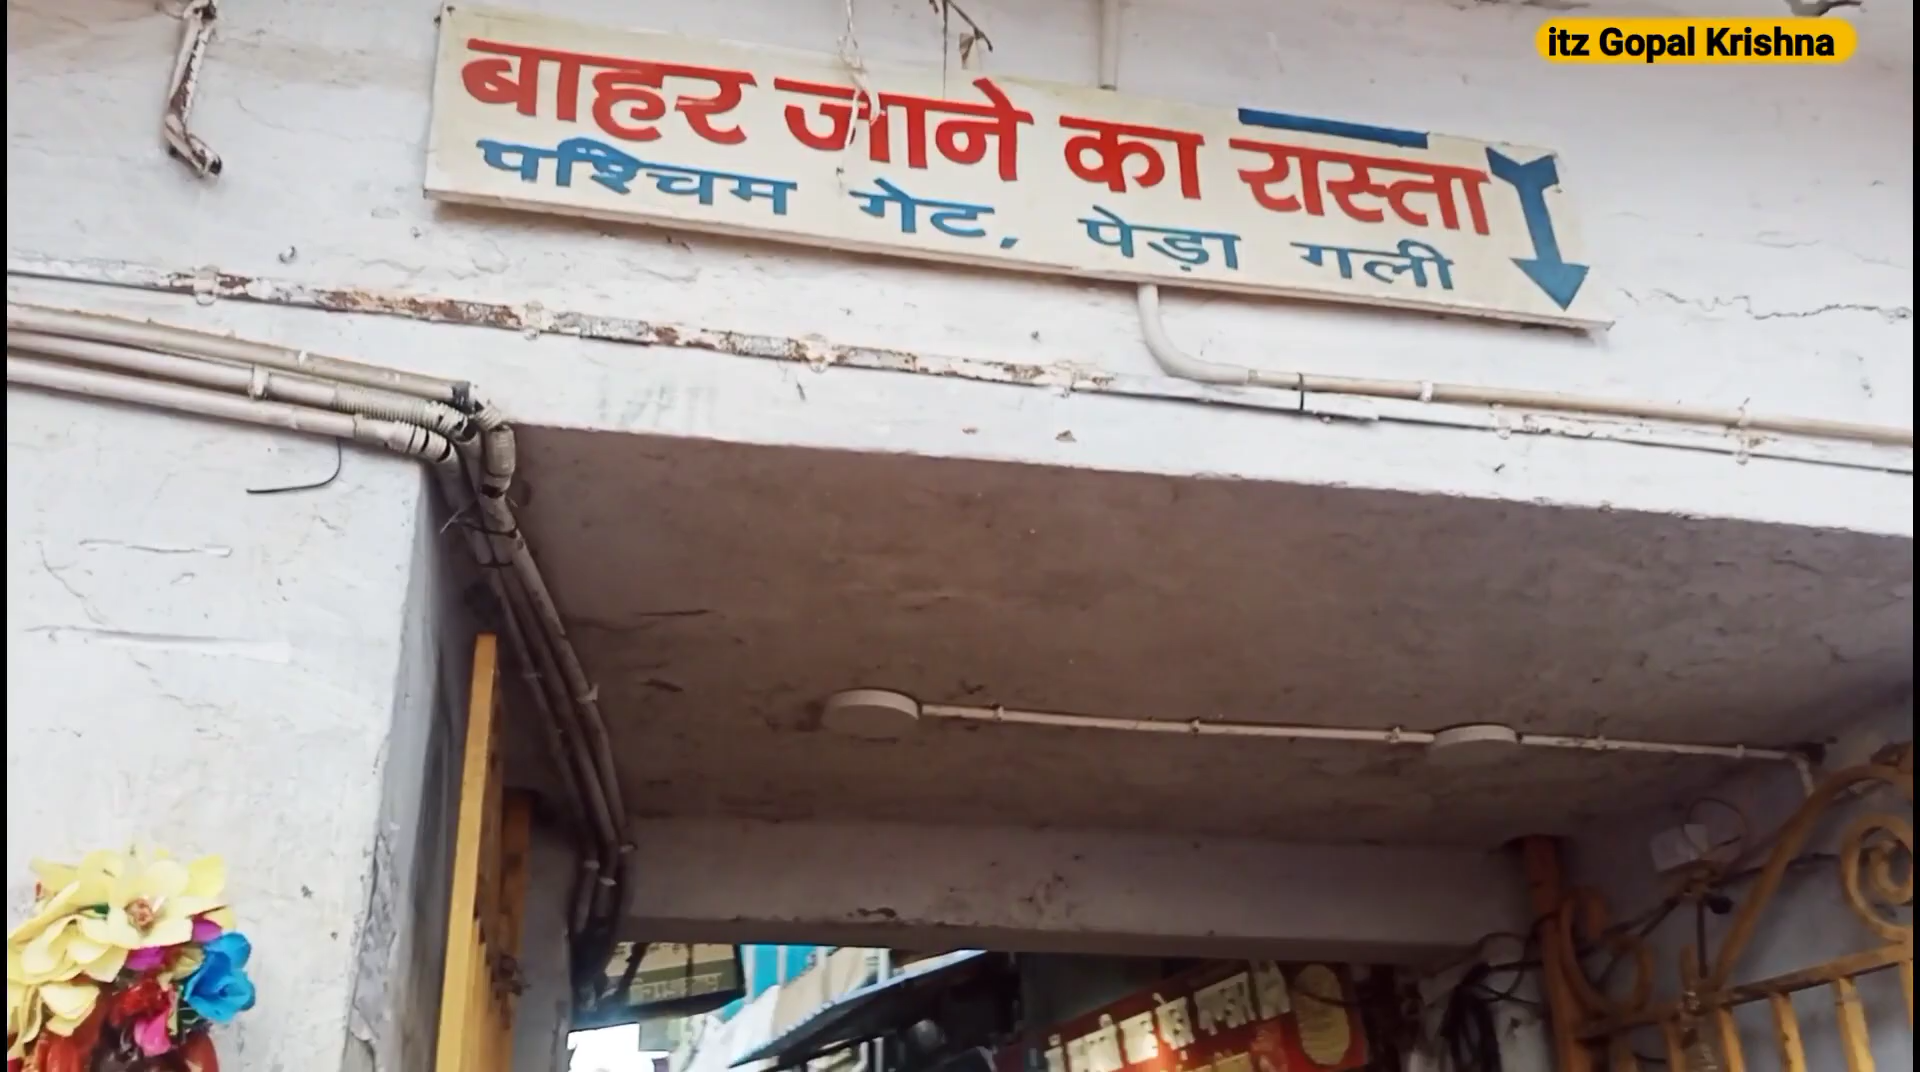 itz Gopal Krishna
बाहर जाने का रास्ता
पश्चिम गेट, पेड़ा गली